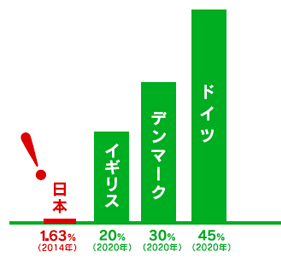 !
日本
イギリス
デンマーク
ドイツ
1.63% 20% 30% 45%
(2014年) (2020年) (2020年) (2020年)